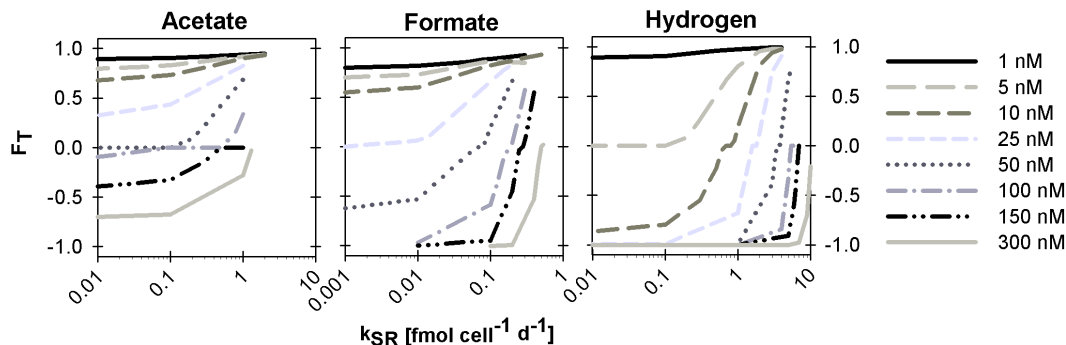 Acetate Formate Hydrogen
1.0 1.0 1 nM
5 nM
0.5 0.5 10 nM
F_T 0.0 0.0 25 nM
50 nM
-0.5 -0.5 100 nM
150 nM
-1.0 -1.0 300 nM
0.01 0.1 1 10 0.001 0.01 0.1 1 0.01 0.1 1 10
k_SR [fmol cell^-1 d^-1]